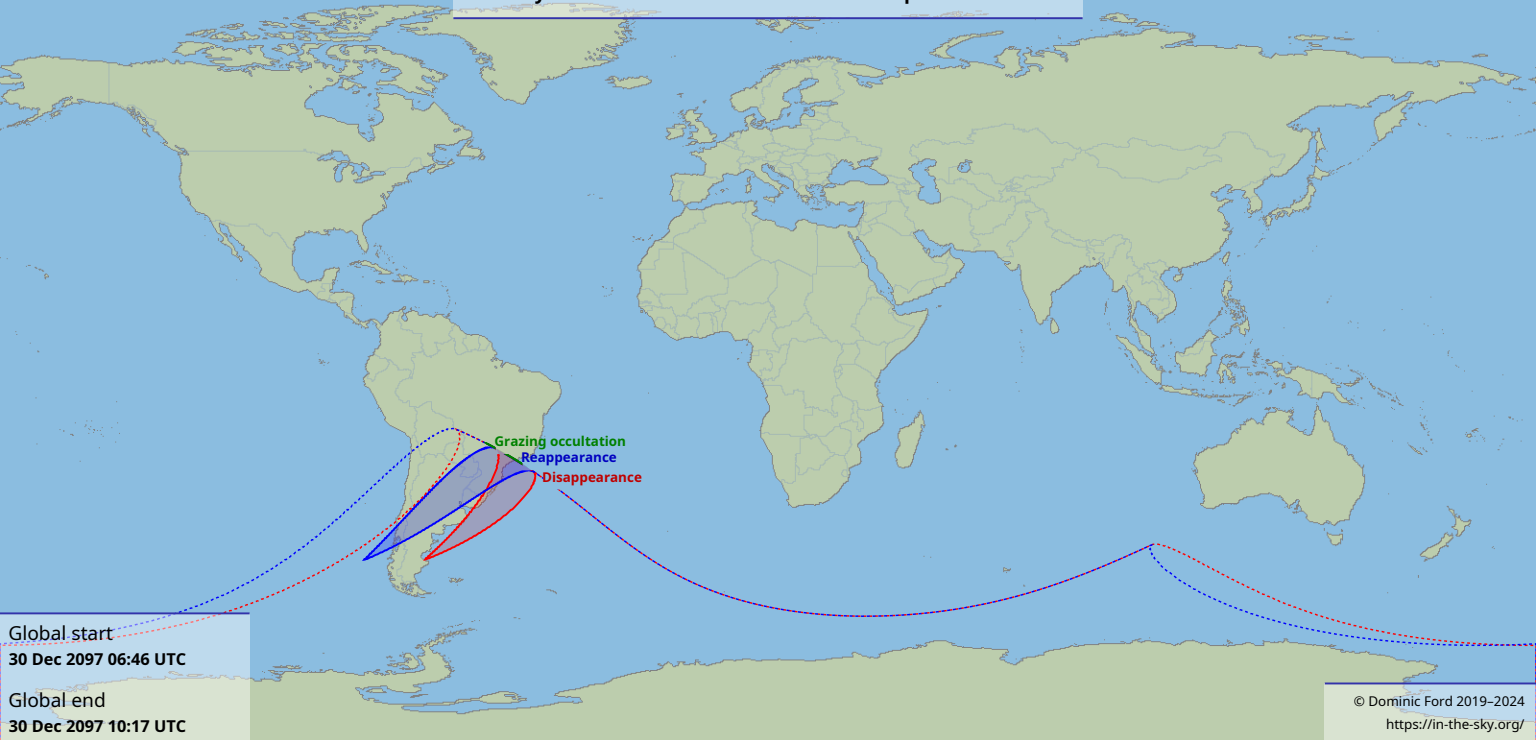 Grazing occultation
Reappearance
Disappearance
Global start
30 Dec 2097 06:46 UTC
Global end
30 Dec 2097 10:17 UTC
© Dominic Ford 2019–2024
https://in-the-sky.org/